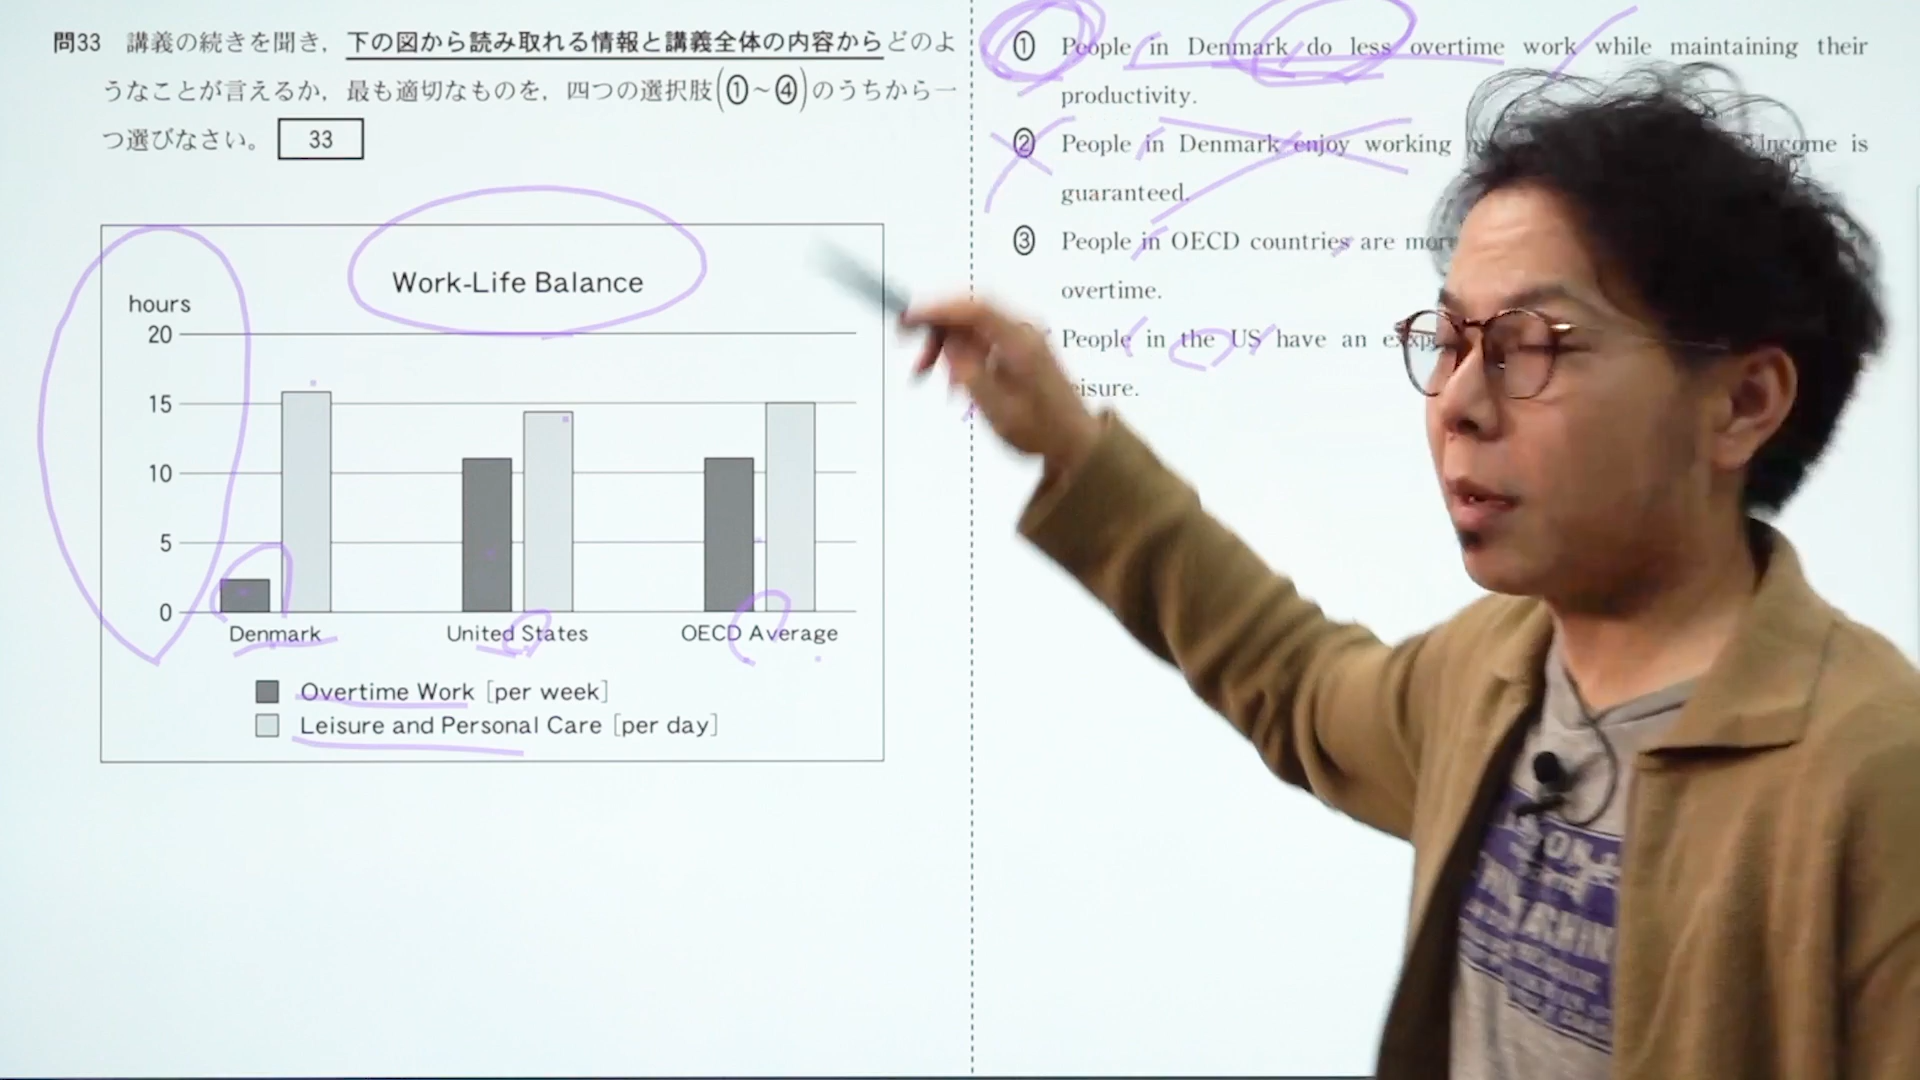 問33 講義の続きを聞き，下の図から読み取れる情報と講義全体の内容からどのよ
うなことが言えるか，最も適切なものを，四つの選択肢(①～④)のうちから一
つ選びなさい。 33
Work-Life Balance
hours
20
15
10
5
0
Denmark United States OECD Average
Overtime Work [per week]
Leisure and Personal Care [per day]
① People in Denmark do less overtime work while maintaining their
productivity.
② People in Denmark enjoy working income is
guaranteed.
③ People in OECD countries are more
overtime.
People in the US have an
leisure.